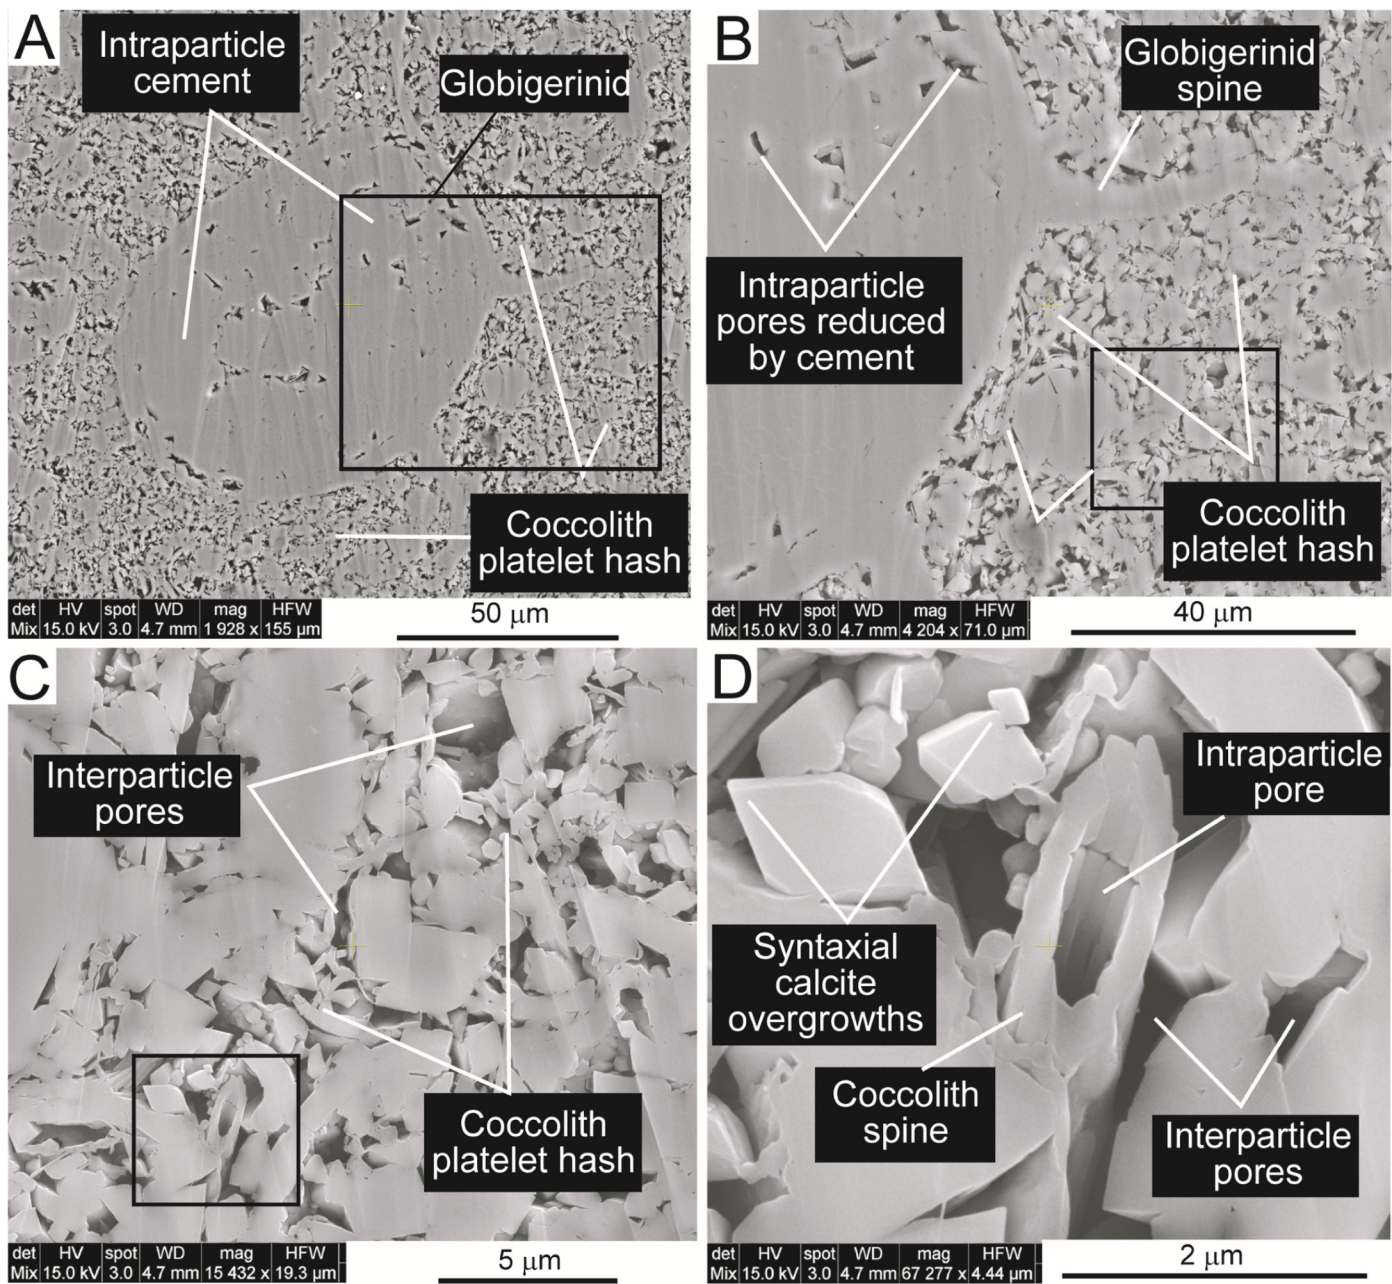 A
Intraparticle
cement
Globigerinid
Coccolith
platelet hash
det HV spot WD mag HFW
Mix 15.0 kV 3.0 4.7 mm 1 928 x 155 µm
50 µm
B
Globigerinid
spine
Intraparticle
pores reduced
by cement
Coccolith
platelet hash
det HV spot WD mag HFW
Mix 15.0 kV 3.0 4.7 mm 4 204 x 71.0 µm
40 µm
C
Interparticle
pores
Coccolith
platelet hash
det HV spot WD mag HFW
Mix 15.0 kV 3.0 4.7 mm 15 432 x 19.3 µm
5 µm
D
Intraparticle
pore
Syntaxial
calcite
overgrowths
Coccolith
spine
Interparticle
pores
det HV spot WD mag HFW
Mix 15.0 kV 3.0 4.7 mm 67 277 x 4.44 µm
2 µm